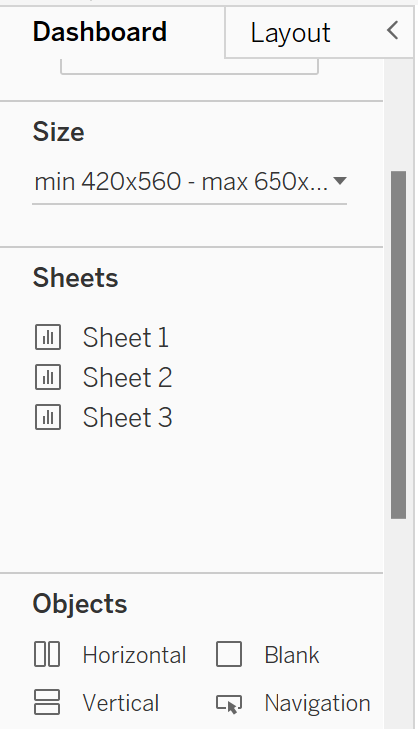 Dashboard Layout
Size
min 420x560 - max 650x...
Sheets
Sheet 1
Sheet 2
Sheet 3
Objects
Horizontal Blank
Vertical Navigation